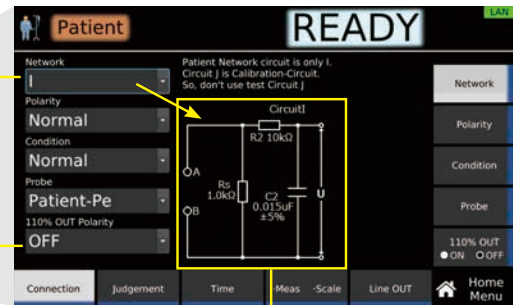 LAN
Patient
READY
Network
I
Polarity
Normal
Condition
Normal
Probe
Patient-Pe
110% OUT Polarity
OFF
Patient Network circuit is only I.
Circuit J is Calibration-Circuit.
So, don't use test Circuit J
CircuitI
R2 10kΩ
A
Rs
1.0kΩ
B
C2
0.015uF
±5%
U
Network
Polarity
Condition
Probe
110% OUT
ON OFF
Connection
Judgement
Time
-Meas -Scale
Line OUT
Home
Menu